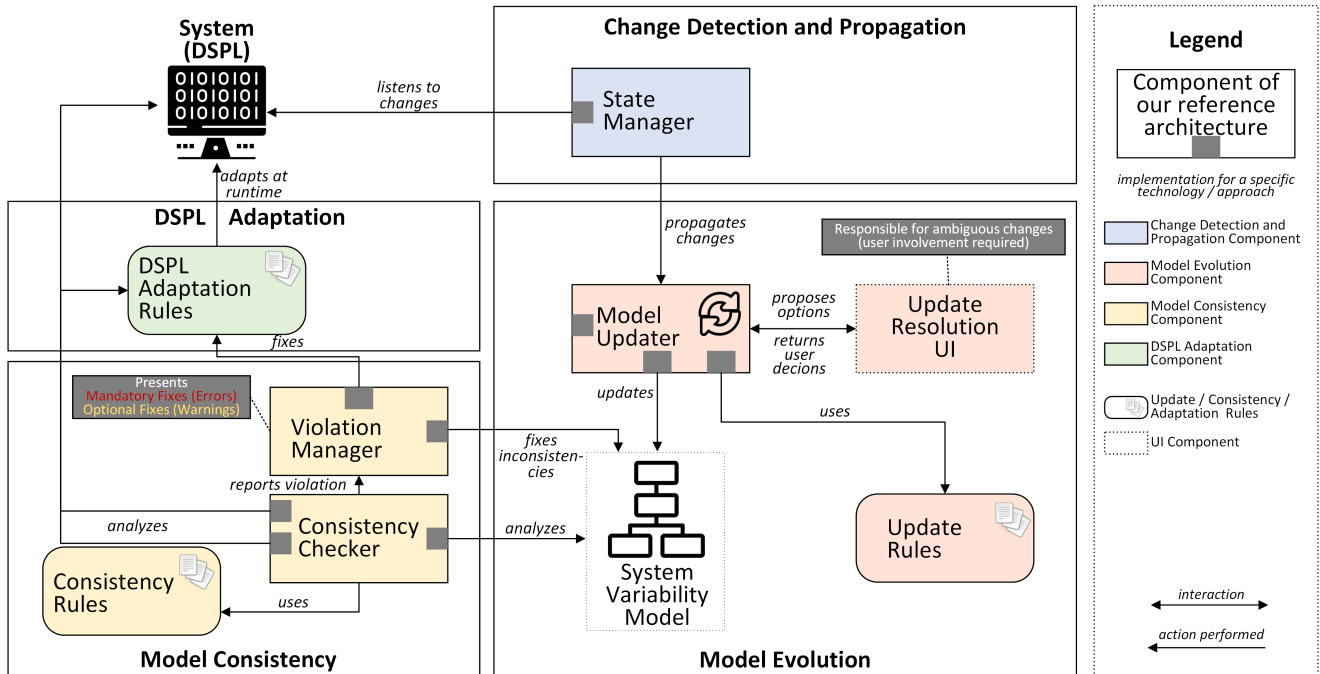 System
(DSPL)
01010101
01010101
01010101
Change Detection and Propagation
State
Manager
listens to
changes
adapts at
runtime
DSPL Adaptation
DSPL
Adaptation
Rules
fixes
propagates
changes
Responsible for ambiguous changes
(user involvement required)
Model
Updater
proposes
options
returns
user
decions
Update
Resolution
UI
updates
uses
Presents
Mandatory Fixes (Errors)
Optional Fixes (Warnings)
Violation
Manager
fixes
inconsisten-
cies
reports violation
analyzes
Consistency
Checker
analyzes
Consistency
Rules
uses
System
Variability
Model
Update
Rules
Model Consistency
Model Evolution
Legend
Component of
our reference
architecture
implementation for a specific
technology / approach
Change Detection and
Propagation Component
Model Evolution
Component
Model Consistency
Component
DSPL Adaptation
Component
Update / Consistency /
Adaptation Rules
UI Component
interaction
action performed